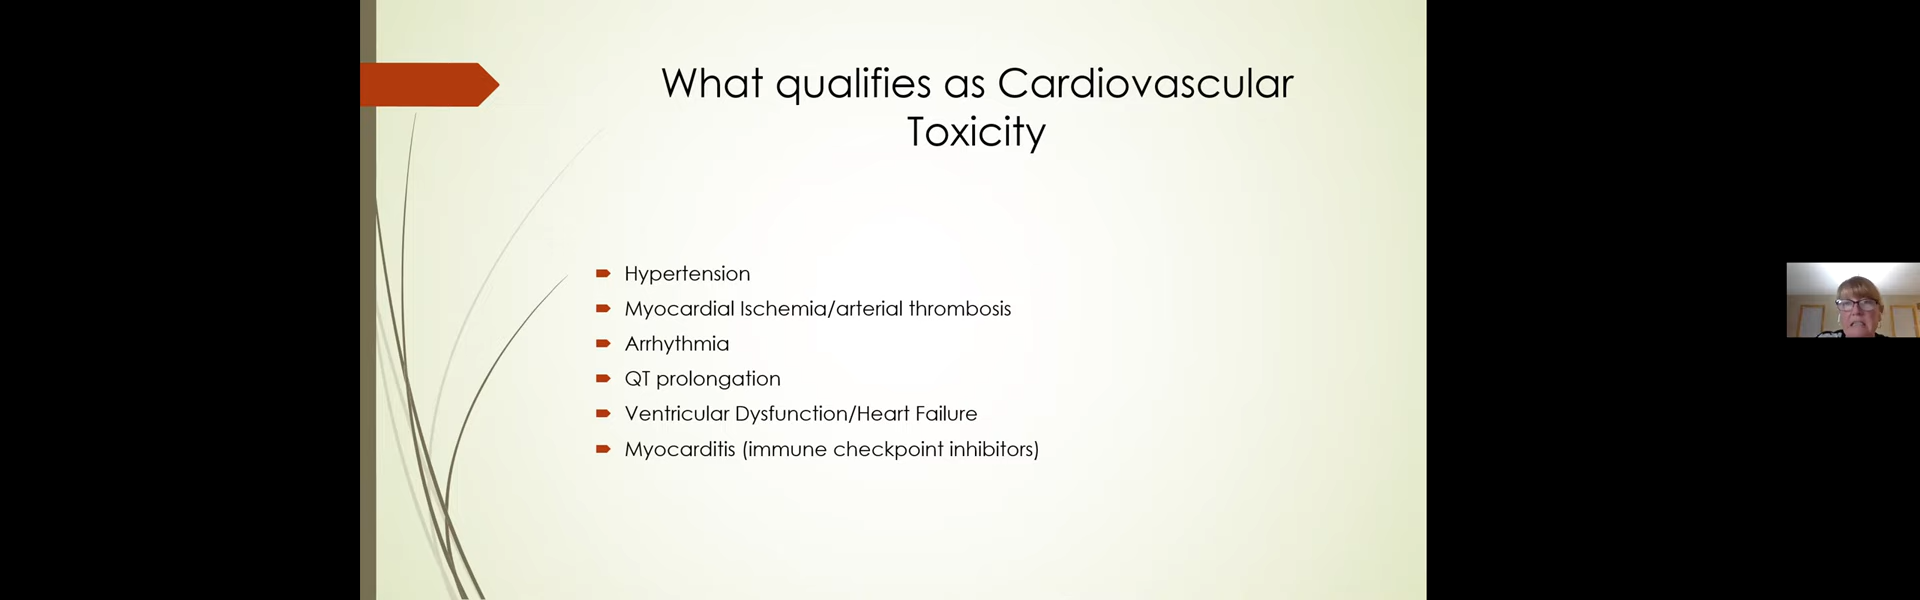 What qualifies as Cardiovascular
Toxicity
Hypertension
Myocardial Ischemia/arterial thrombosis
Arrhythmia
QT prolongation
Ventricular Dysfunction/Heart Failure
Myocarditis (immune checkpoint inhibitors)